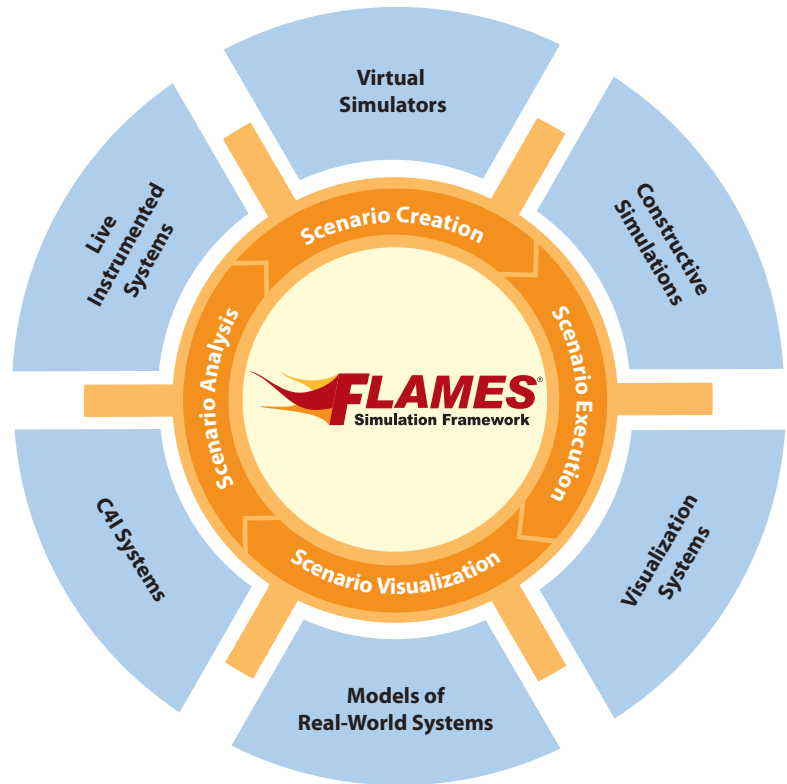 Virtual
Simulators
Constructive
Simulations
Visualization
Systems
Models of
Real-World Systems
C4I Systems
Live
Instrumented
Systems
Scenario Creation
Scenario Execution
Scenario Visualization
Scenario Analysis
FLAMES®
Simulation Framework